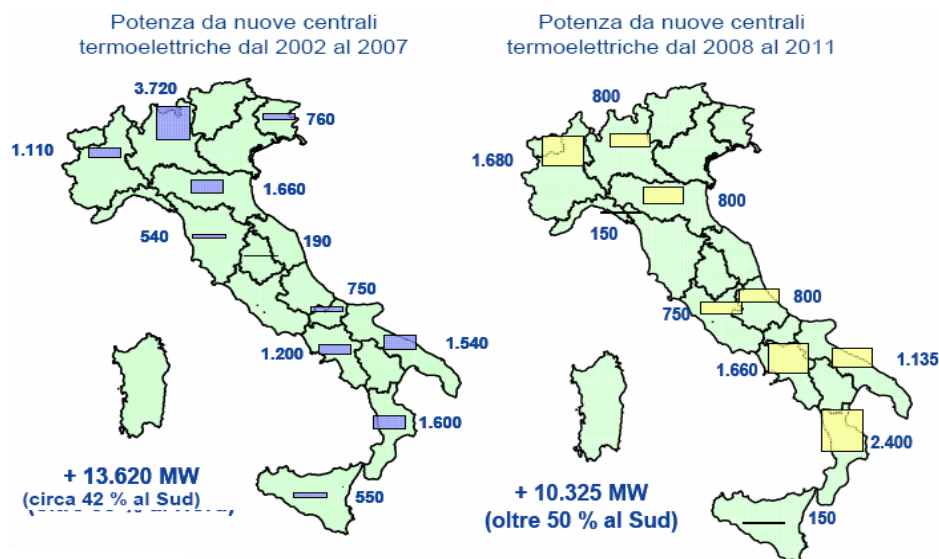 Potenza da nuove centrali
termoelettriche dal 2002 al 2007
3.720
760
1.110
1.660
540
190
750
1.200
1.540
1.600
550
+ 13.620 MW
(circa 42 % al Sud)
Potenza da nuove centrali
termoelettriche dal 2008 al 2011
800
1.680
800
150
800
750
1.660
1.135
2.400
150
+ 10.325 MW
(oltre 50 % al Sud)